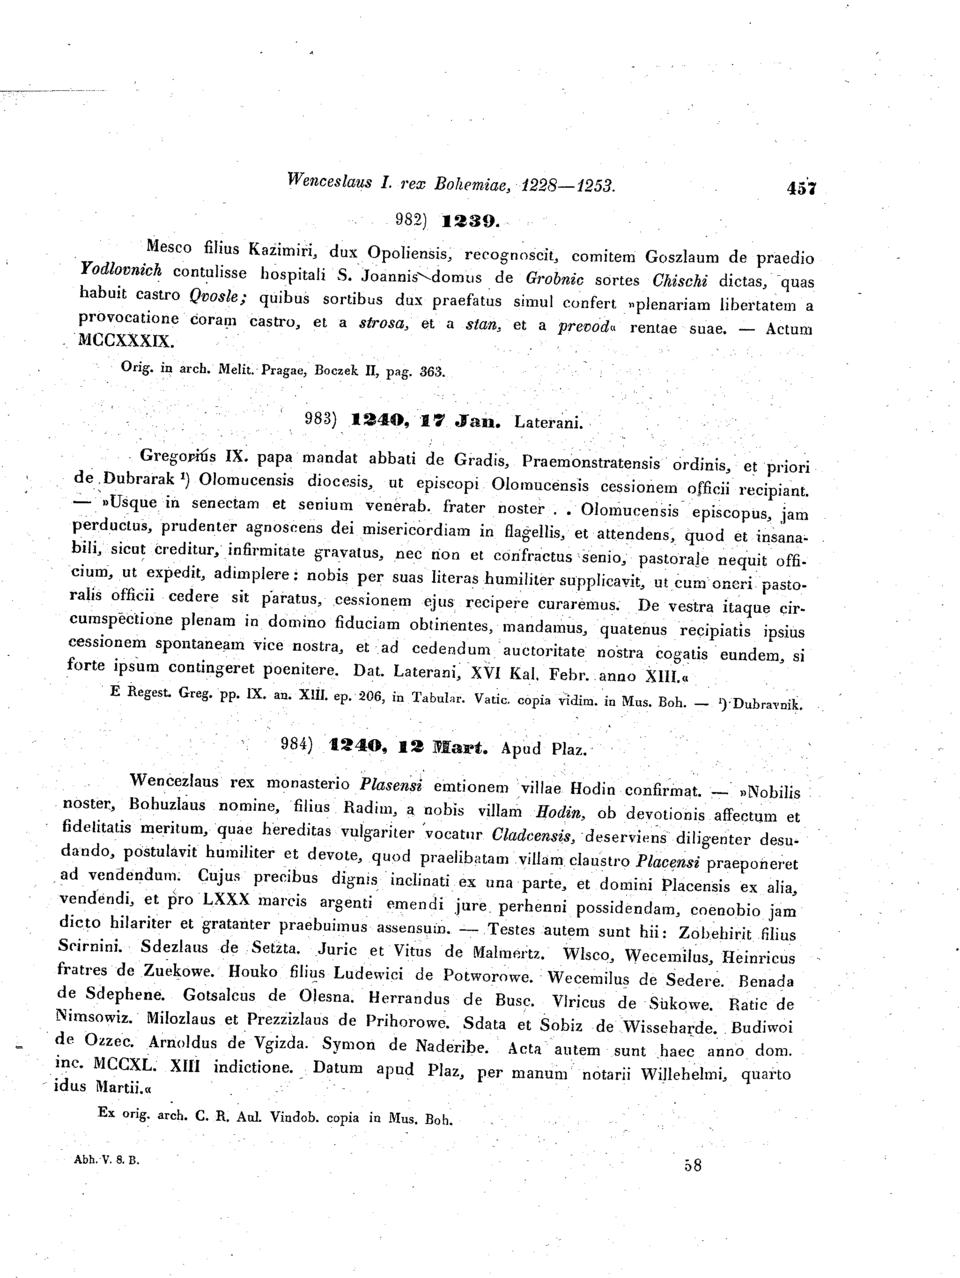 Wenceslaus I. rex Bohemiae, 1228—1253.
457
982) 1239.
Mesco filius Kazimiri, dux Opoliensis, recognoscit, comitem Goszlaum de praedio
Yodlovnich contulisse hospitali S. Joannis domus de Grobnic sortes Chischi dictas, quas
habuit castro Qvosle; quibus sortibus dux praefatus simul confert »plenariam libertatem a
provocatione coram castro, et a strosa, et a stan, et a prevod« rentae suae. — Actum
MCCXXXIX.
Orig. in arch. Melit. Pragae, Boczek II, pag. 363.
983) 1240, 17 Jan. Laterani.
Gregorius IX. papa mandat abbati de Gradis, Praemonstratensis ordinis, et priori
de Dubrarak ¹) Olomucensis diocesis, ut episcopi Olomucensis cessionem officii recipiant.
— »Usque in senectam et senium venerab. frater noster . . Olomucensis episcopus, jam
perductus, prudenter agnoscens dei misericordiam in flagellis, et attendens, quod et insana-
bili, sicut creditur, infirmitate gravatus, nec non et confractus senio, pastorale nequit offi-
cium, ut expedit, adimplere: nobis per suas literas humiliter supplicavit, ut cum oneri pasto-
ralis officii cedere sit paratus, cessionem ejus recipere curaremus. De vestra itaque cir-
cumspectione plenam in domino fiduciam obtinentes, mandamus, quatenus recipiatis ipsius
cessionem spontaneam vice nostra, et ad cedendum auctoritate nostra cogatis eundem, si
forte ipsum contingeret poenitere. Dat. Laterani, XVI Kal. Febr. anno XIII.«
E Regest. Greg. pp. IX. an. XIII. ep. 206, in Tabular. Vatic. copia vidim. in Mus. Boh. — ¹) Dubravnik.
984) 1240, 12 Mart. Apud Plaz.
Wencezlaus rex monasterio Plasensi emtionem villae Hodin confirmat. — »Nobilis
noster, Bohuzlaus nomine, filius Radim, a nobis villam Hodin, ob devotionis affectum et
fidelitatis meritum, quae hereditas vulgariter vocatur Cladcensis, deserviens diligenter desu-
dando, postulavit humiliter et devote, quod praelibatam villam claustro Placensi praeponeret
ad vendendum. Cujus precibus dignis inclinati ex una parte, et domini Placensis ex alia,
vendendi, et pro LXXX marcis argenti emendi jure perhenni possidendam, coenobio jam
dicto hilariter et gratanter praebuimus assensum. — Testes autem sunt hii: Zobehirit filius
Scirnini. Sdezlaus de Setzta. Juric et Vitus de Malmertz. Wlsco, Wecemilus, Heinricus
fratres de Zuekowe. Houko filius Ludewici de Potworowe. Wecemilus de Sedere. Benada
de Sdephene. Gotsalcus de Olesna. Herrandus de Busc. Vlricus de Sukowe. Ratic de
Nimsowiz. Milozlaus et Prezzizlaus de Prihorowe. Sdata et Sobiz de Wisseharde. Budiwoi
de Ozzec. Arnoldus de Vgizda. Symon de Naderibe. Acta autem sunt haec anno dom.
inc. MCCXL. XIII indictione. Datum apud Plaz, per manum notarii Willehelmi, quarto
idus Martii.«
Ex orig. arch. C. R. Aul. Vindob. copia in Mus. Boh.
Abh. V. 8. B.
58